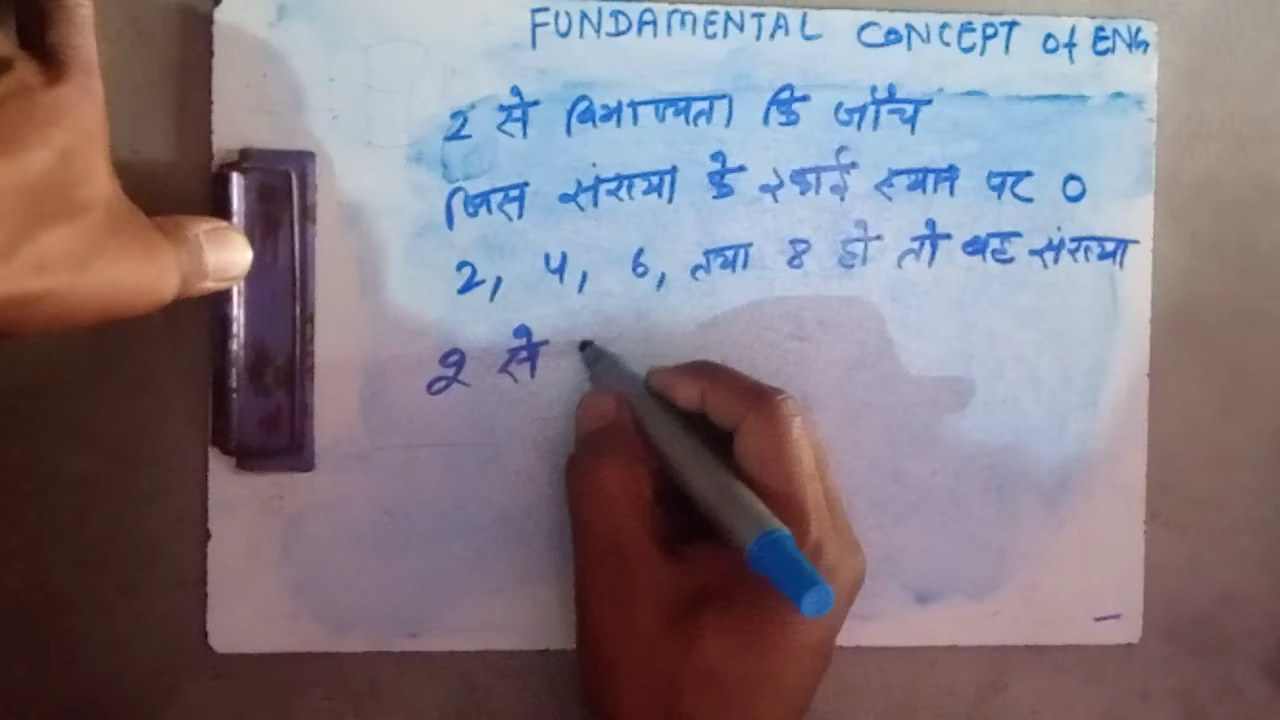 FUNDAMENTAL CONCEPT Of ENG
2 से विभाज्यता कि जाँच
जिस संख्या के इकाई स्थान पर 0
2, 4, 6, तथा 8 हो तो वह संख्या
2 से